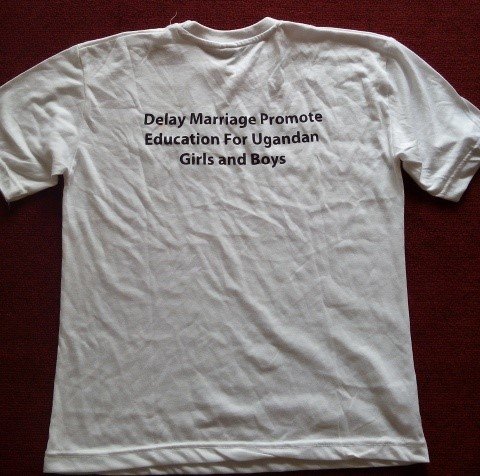 Delay Marriage Promote
Education For Ugandan
Girls and Boys